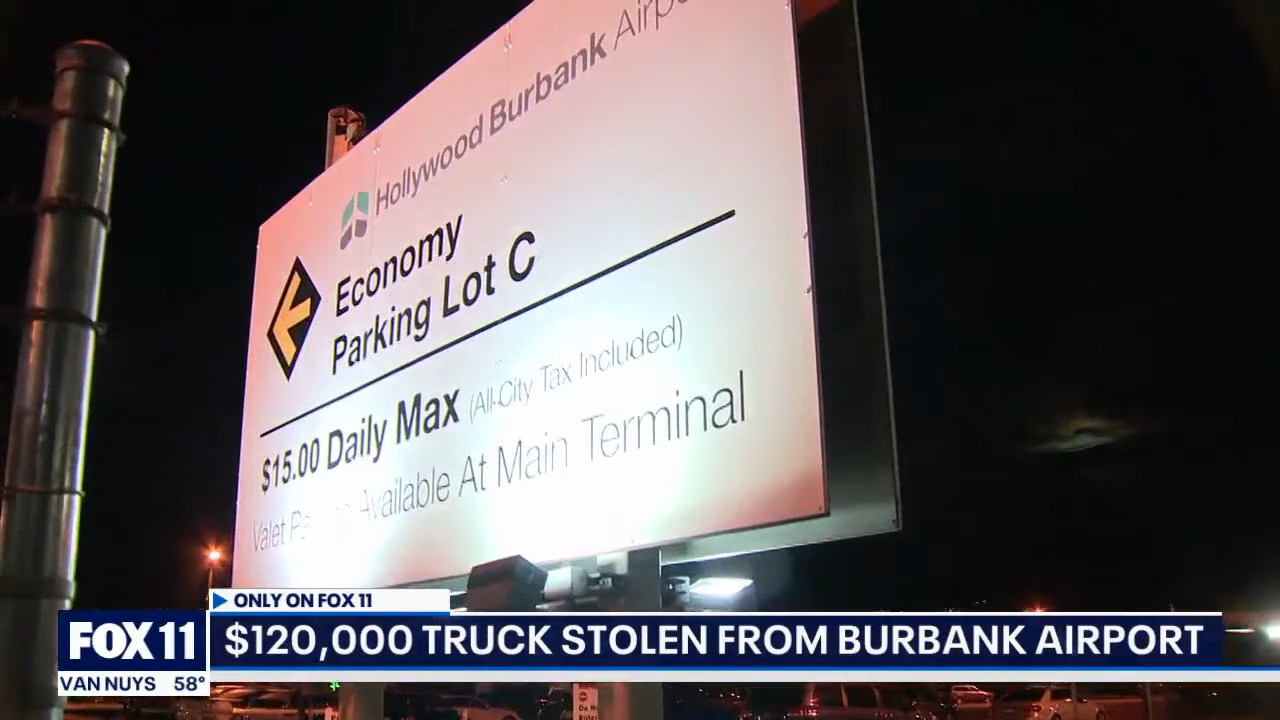 Hollywood Burbank
Economy
Parking Lot C
$15.00 Daily Max (All-City Tax Included)
Valet Available At Main Terminal
ONLY ON FOX 11
FOX 11
$120,000 TRUCK STOLEN FROM BURBANK AIRPORT
VAN NUYS 58°